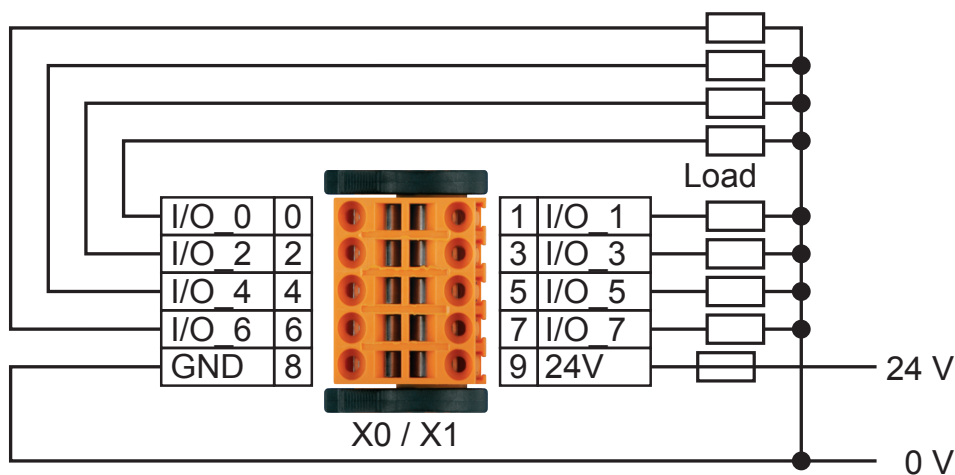 Load
I/O_0 0 1 I/O_1
I/O_2 2 3 I/O_3
I/O_4 4 5 I/O_5
I/O_6 6 7 I/O_7
GND 8 9 24V 24 V
X0 / X1
0 V